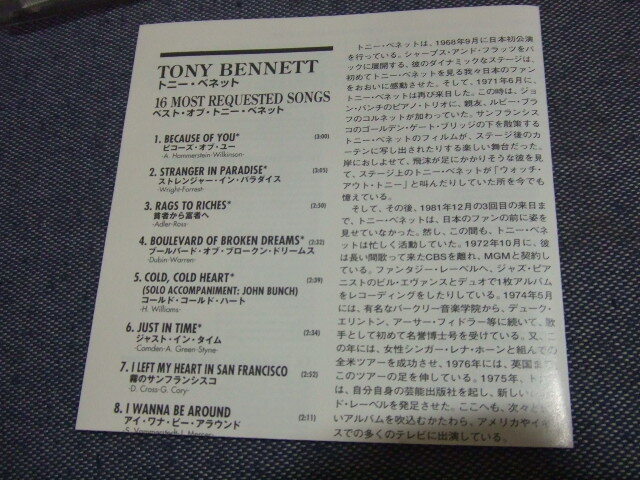 TONY BENNETT
トニー・ベネット
16 MOST REQUESTED SONGS
ベスト・オブ・トニー・ベネット
1. BECAUSE OF YOU* (3:00)
ビコーズ・オブ・ユー
-A. Hammerstein-Wilkinson-
2. STRANGER IN PARADISE* (3:05)
ストレンジャー・イン・パラダイス
-Wright-Forrest-
3. RAGS TO RICHES* (2:50)
貧者から富者へ
-Adler-Ross-
4. BOULEVARD OF BROKEN DREAMS* (2:32)
ブールバード・オブ・ブロークン・ドリームス
-Dubin-Warren-
5. COLD, COLD HEART* (2:39)
(SOLO ACCOMPANIMENT: JOHN BUNCH)
コールド・コールド・ハート
-H. Williams-
6. JUST IN TIME* (2:34)
ジャスト・イン・タイム
-Comden-A. Green-Styne-
7. I LEFT MY HEART IN SAN FRANCISCO (2:52)
霧のサンフランシスコ
-D. Cross-G. Cory-
8. I WANNA BE AROUND (2:11)
アイ・ワナ・ビー・アラウンド
トニー・ベネットは、1968年9月に日本初公演
を行っている。シャープス・アンド・フラッツをバ
ックに展開する、彼のダイナミックなステージは、
初めてトニー・ベネットを見る我々日本のファン
をおおいに感動させた。そして、1971年6月に、
トニー・ベネットは再び来日した。この時は、ジョ
ン・バンチのピアノ・トリオに、親友、ルビー・ブラ
フのコルネットが加わっていた。サンフランシス
コのゴールデン・ゲート・ブリッジの下を散策する
トニー・ベネットのフィルムが、ステージ後のカ
ーテンに写し出されたりする楽しい舞台だった。
岸におしよせて、飛沫が足にかかりそうな彼を見
て、ステージ上のトニー・ベネットが「ウォッチ・
アウト・トニー」と叫んだりしていた所を今でも
憶えている。
そして、その後、1981年12月の3回目の来日ま
で、トニー・ベネットは、日本のファンの前に姿を
見せていなかった。然し、この間も、トニー・ベネ
ットは忙しく活動していた。1972年10月に、彼
は長い間歌って来たCBSを離れ、MGMと契約し
ている。ファンタジー・レーベルへ、ジャズ・ピア
ニストのビル・エヴァンスとデュオで1枚アルバム
をレコーディングをしたりしている。1974年5月
には、有名なバークリー音楽学院から、デューク・
エリントン、アーサー・フィドラー等に続いて、歌
手として初めて名誉博士号を受けている。又、こ
の年には、女性シンガー・レナ・ホーンと組んでの
全米ツアーを成功させ、1976年には、英国ま
このツアーの足を伸している。1975年、ト
は、自分自身の芸能出版社を起し、新しい
ド・レーベルを発足させた。ここへも、次々と
いアルバムを吹込むかたわら、アメリカやイ
スでの多くのテレビに出演している。